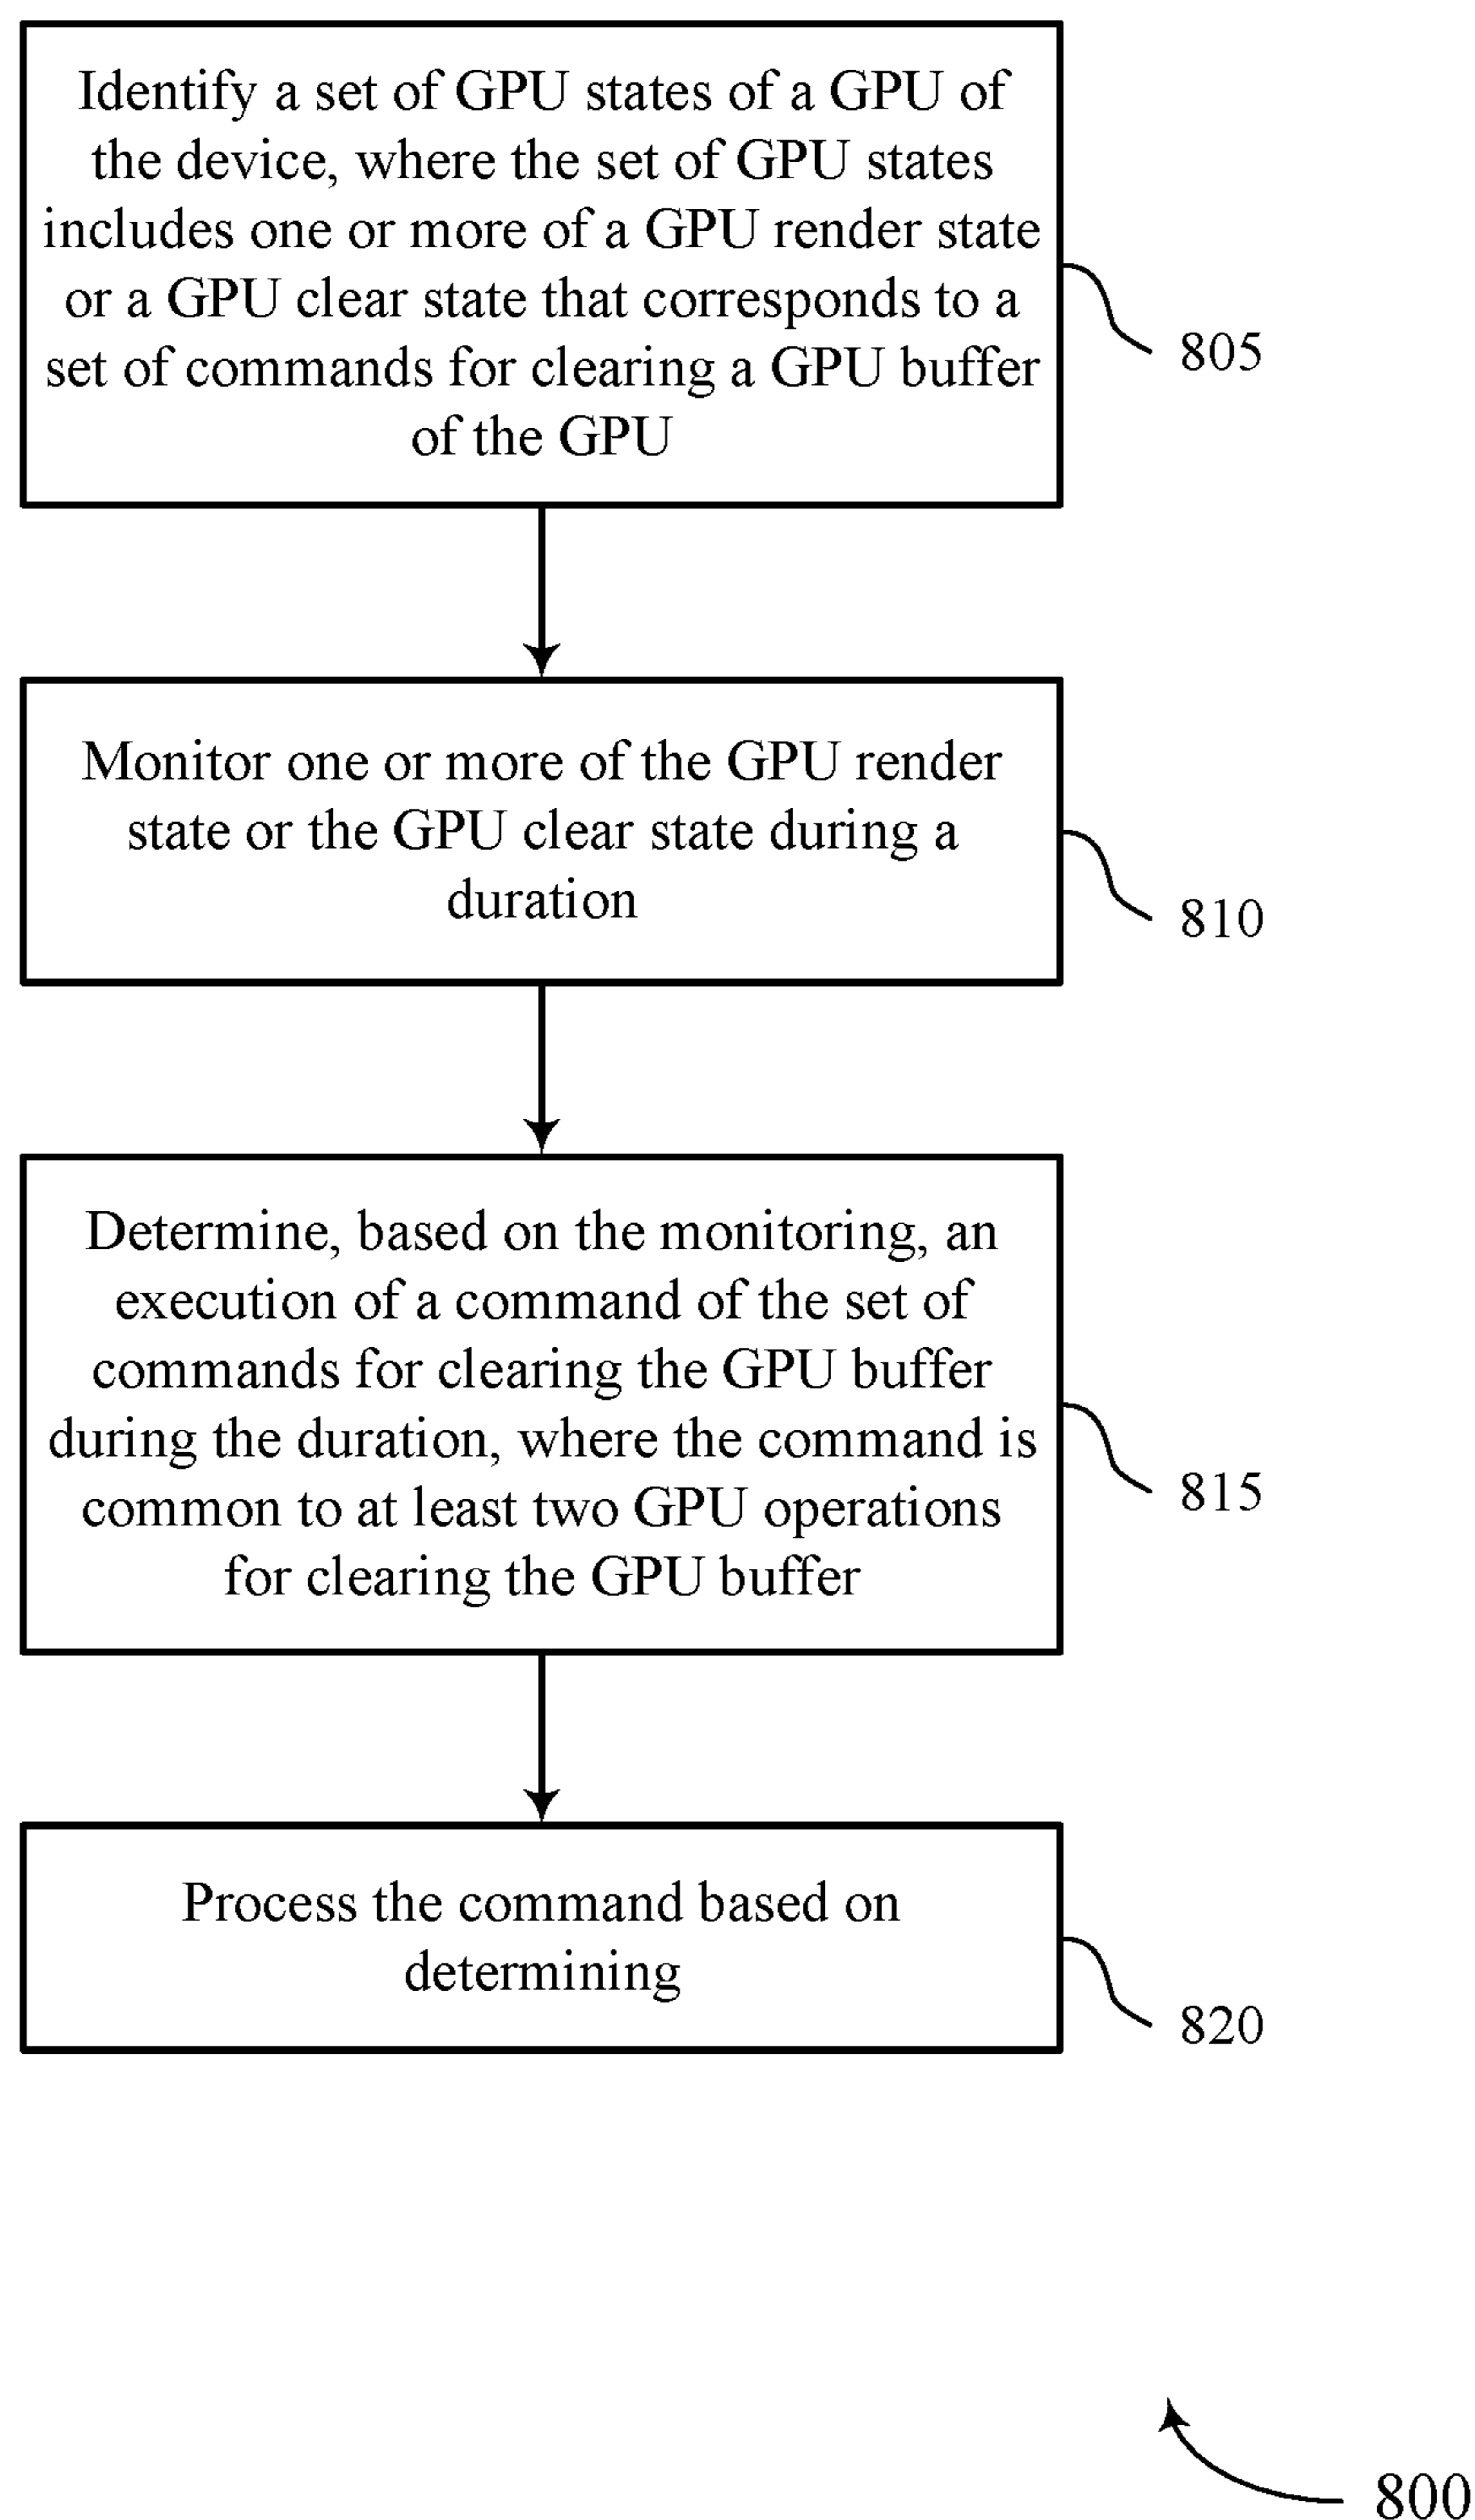 Identify a set of GPU states of a GPU of
the device, where the set of GPU states
includes one or more of a GPU render state
or a GPU clear state that corresponds to a
set of commands for clearing a GPU buffer
of the GPU
805
Monitor one or more of the GPU render
state or the GPU clear state during a
duration
810
Determine, based on the monitoring, an
execution of a command of the set of
commands for clearing the GPU buffer
during the duration, where the command is
common to at least two GPU operations
for clearing the GPU buffer
815
Process the command based on
determining
820
800